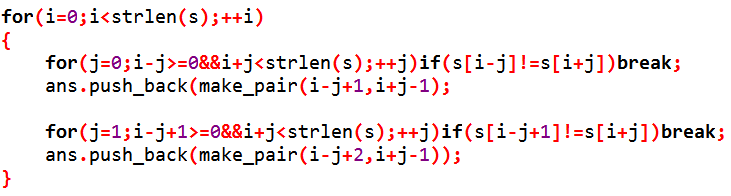 for(i=0;i<strlen(s);++i)
{
    for(j=0;i-j>=0&&i+j<strlen(s);++j)if(s[i-j]!=s[i+j])break;
    ans.push_back(make_pair(i-j+1,i+j-1);
    for(j=1;i-j+1>=0&&i+j<strlen(s);++j)if(s[i-j+1]!=s[i+j])break;
    ans.push_back(make_pair(i-j+2,i+j-1));
}